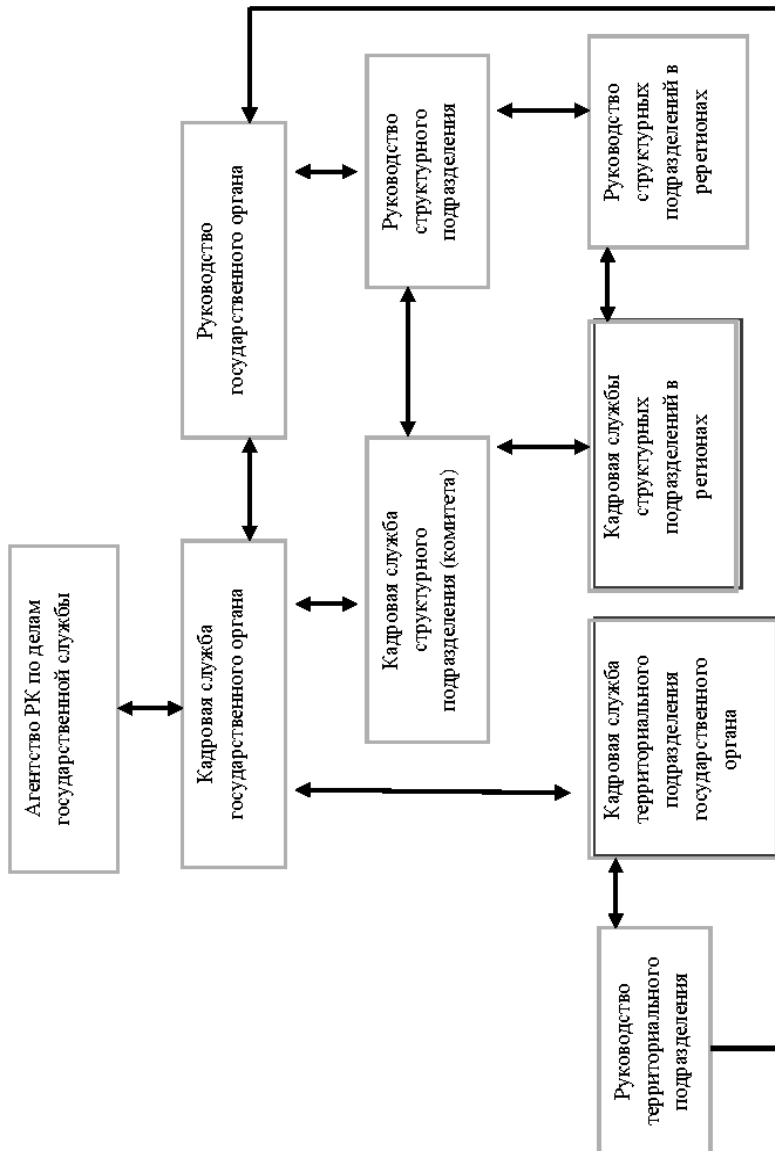 Агентство РК по делам
государственной службы
Кадровая служба
государственного органа
Руководство
государственного органа
Кадровая служба
структурного
подразделения (комитета)
Руководство
структурного
подразделения
Руководство
территориального
подразделения
Кадровая служба
территориального
подразделения
государственного
органа
Кадровая службы
структурных
подразделений в
регионах
Руководство
структурных
подразделений в
ререгионах